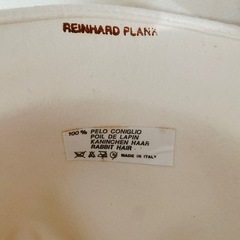 REINHARD PLANK
100% PELO CONIGLIO
POIL DE LAPIN
KANINCHEN HAAR
RABBIT HAIR
MADE IN ITALY